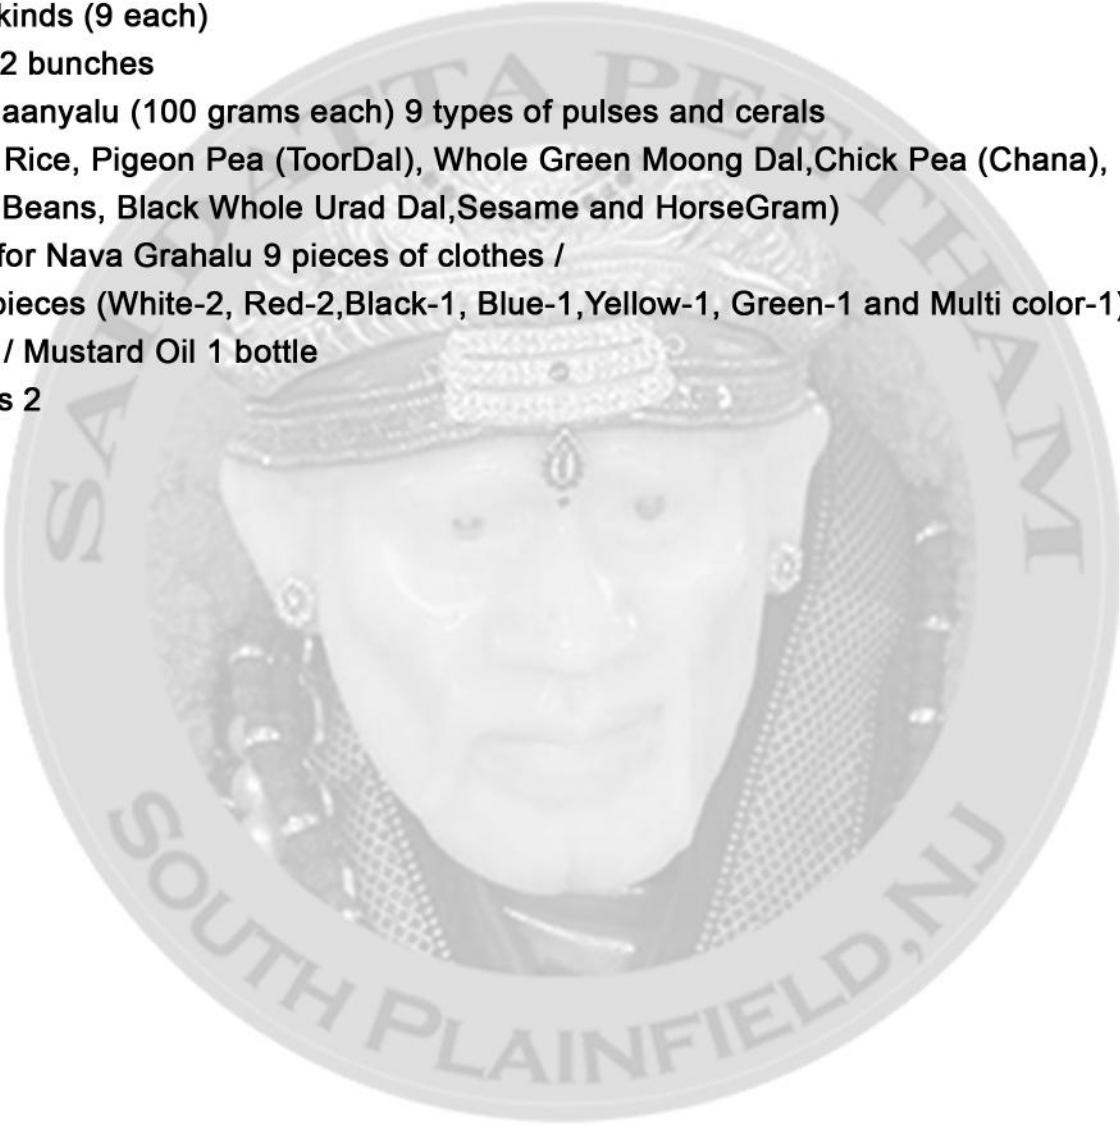 kinds (9 each)
2 bunches
aanyalu (100 grams each) 9 types of pulses and cerals
Rice, Pigeon Pea (ToorDal), Whole Green Moong Dal,Chick Pea (Chana),
Beans, Black Whole Urad Dal,Sesame and HorseGram)
for Nava Grahalu 9 pieces of clothes /
pieces (White-2, Red-2,Black-1, Blue-1,Yellow-1, Green-1 and Multi color-1)
/ Mustard Oil 1 bottle
s 2
SAI DATTA PEETHAM
SOUTH PLAINFIELD,NJ